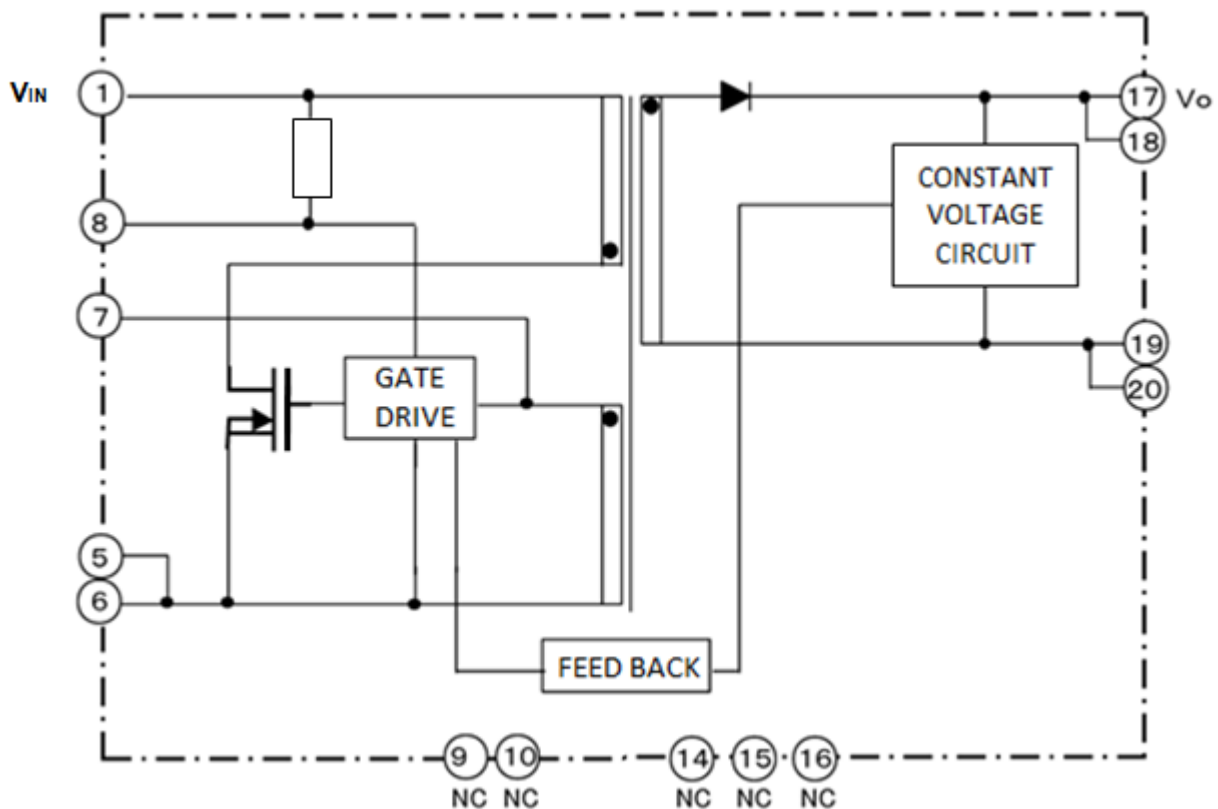 VIN 1
17 Vo
18
CONSTANT
VOLTAGE
CIRCUIT
8
7
19
20
GATE
DRIVE
5
6
FEED BACK
9 10 14 15 16
NC NC NC NC NC